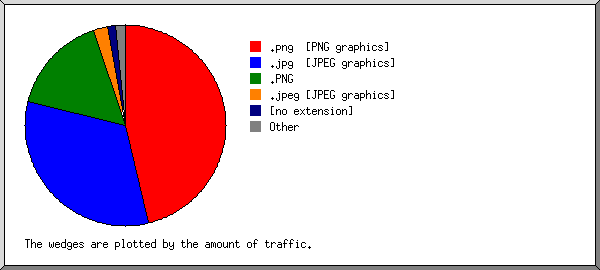 .png  [PNG graphics]
.jpg  [JPEG graphics]
.PNG
.jpeg [JPEG graphics]
[no extension]
Other
The wedges are plotted by the amount of traffic.